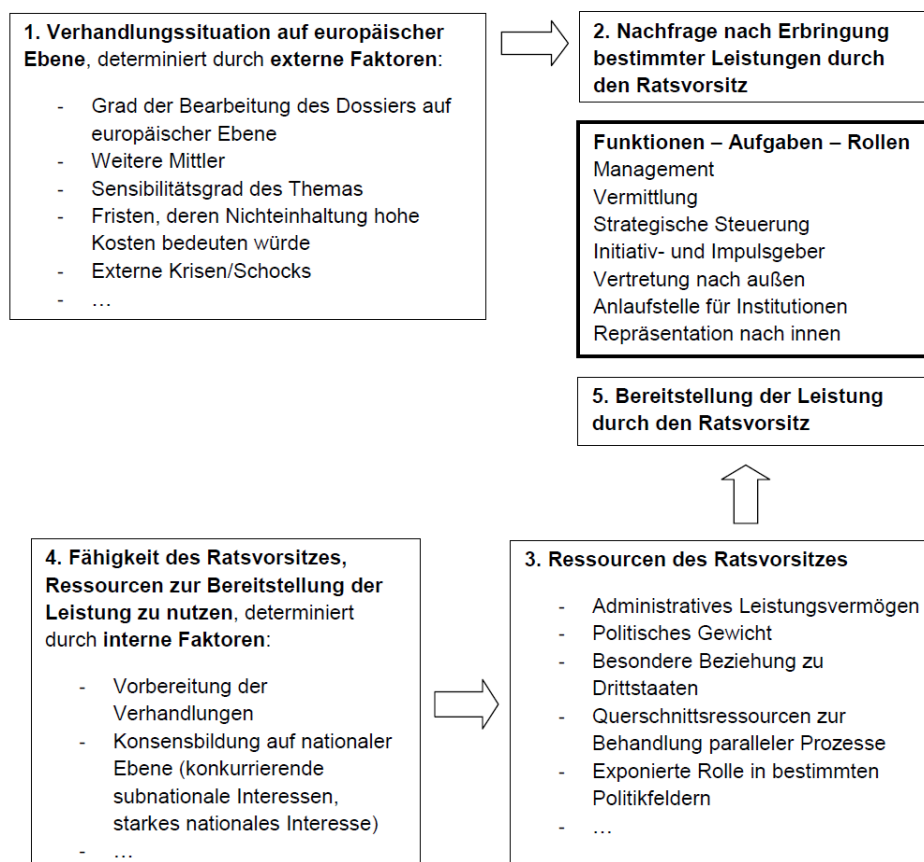 1. Verhandlungssituation auf europäischer
Ebene, determiniert durch externe Faktoren:
- Grad der Bearbeitung des Dossiers auf
europäischer Ebene
- Weitere Mittler
- Sensibilitätsgrad des Themas
- Fristen, deren Nichteinhaltung hohe
Kosten bedeuten würde
- Externe Krisen/Schocks
- …
2. Nachfrage nach Erbringung
bestimmter Leistungen durch
den Ratsvorsitz
Funktionen – Aufgaben – Rollen
Management
Vermittlung
Strategische Steuerung
Initiativ- und Impulsgeber
Vertretung nach außen
Anlaufstelle für Institutionen
Repräsentation nach innen
5. Bereitstellung der Leistung
durch den Ratsvorsitz
4. Fähigkeit des Ratsvorsitzes,
Ressourcen zur Bereitstellung der
Leistung zu nutzen, determiniert
durch interne Faktoren:
- Vorbereitung der
Verhandlungen
- Konsensbildung auf nationaler
Ebene (konkurrierende
subnationale Interessen,
starkes nationales Interesse)
- …
3. Ressourcen des Ratsvorsitzes
- Administratives Leistungsvermögen
- Politisches Gewicht
- Besondere Beziehung zu
Drittstaaten
- Querschnittsressourcen zur
Behandlung paralleler Prozesse
- Exponierte Rolle in bestimmten
Politikfeldern
- …